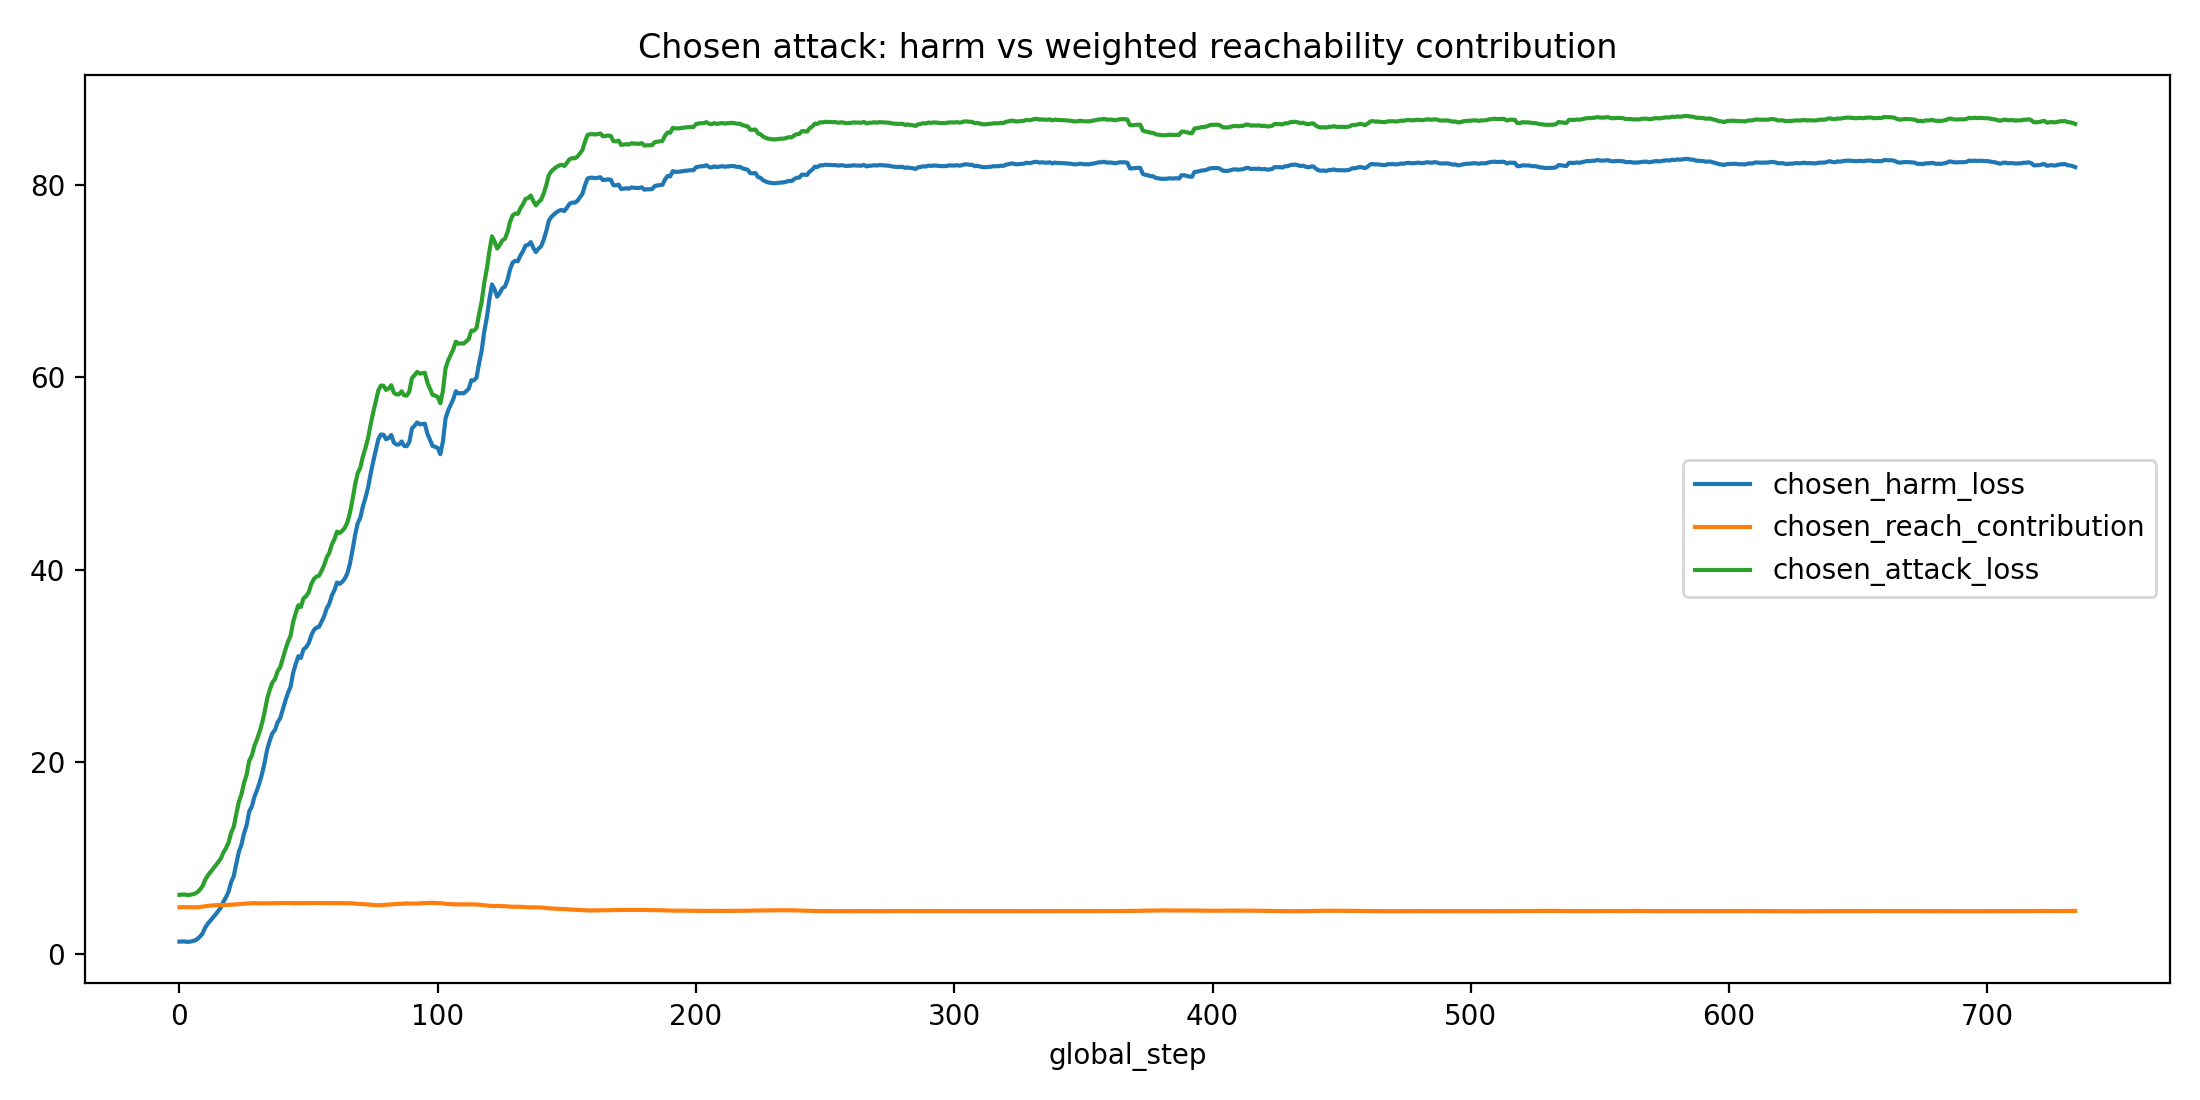 Chosen attack: harm vs weighted reachability contribution
80
60
40
20
0
chosen_harm_loss
chosen_reach_contribution
chosen_attack_loss
0 100 200 300 400 500 600 700
global_step